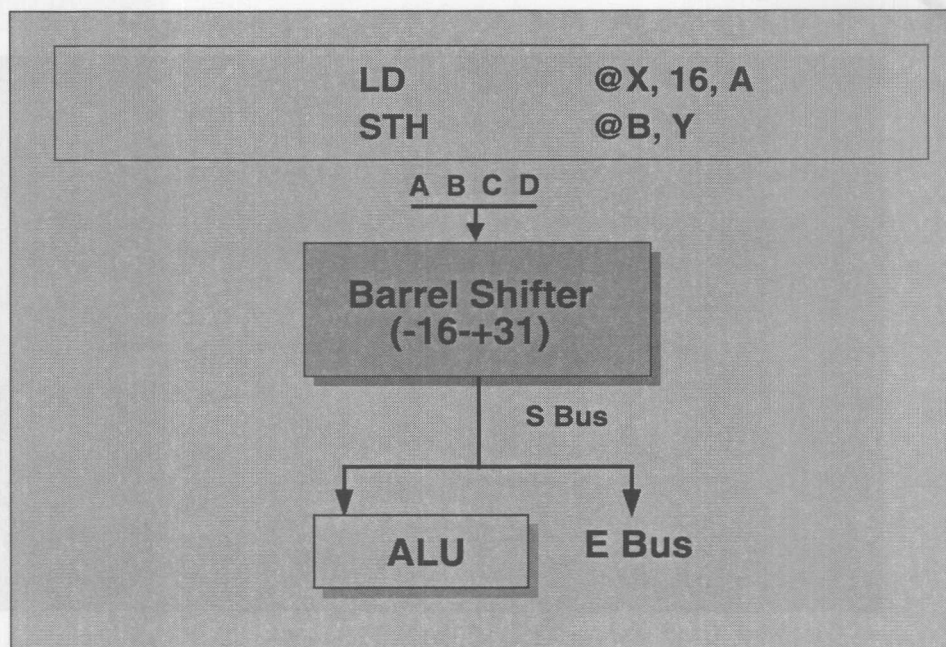 LD @X, 16, A
STH @B, Y
A B C D
Barrel Shifter
(-16-+31)
S Bus
ALU
E Bus